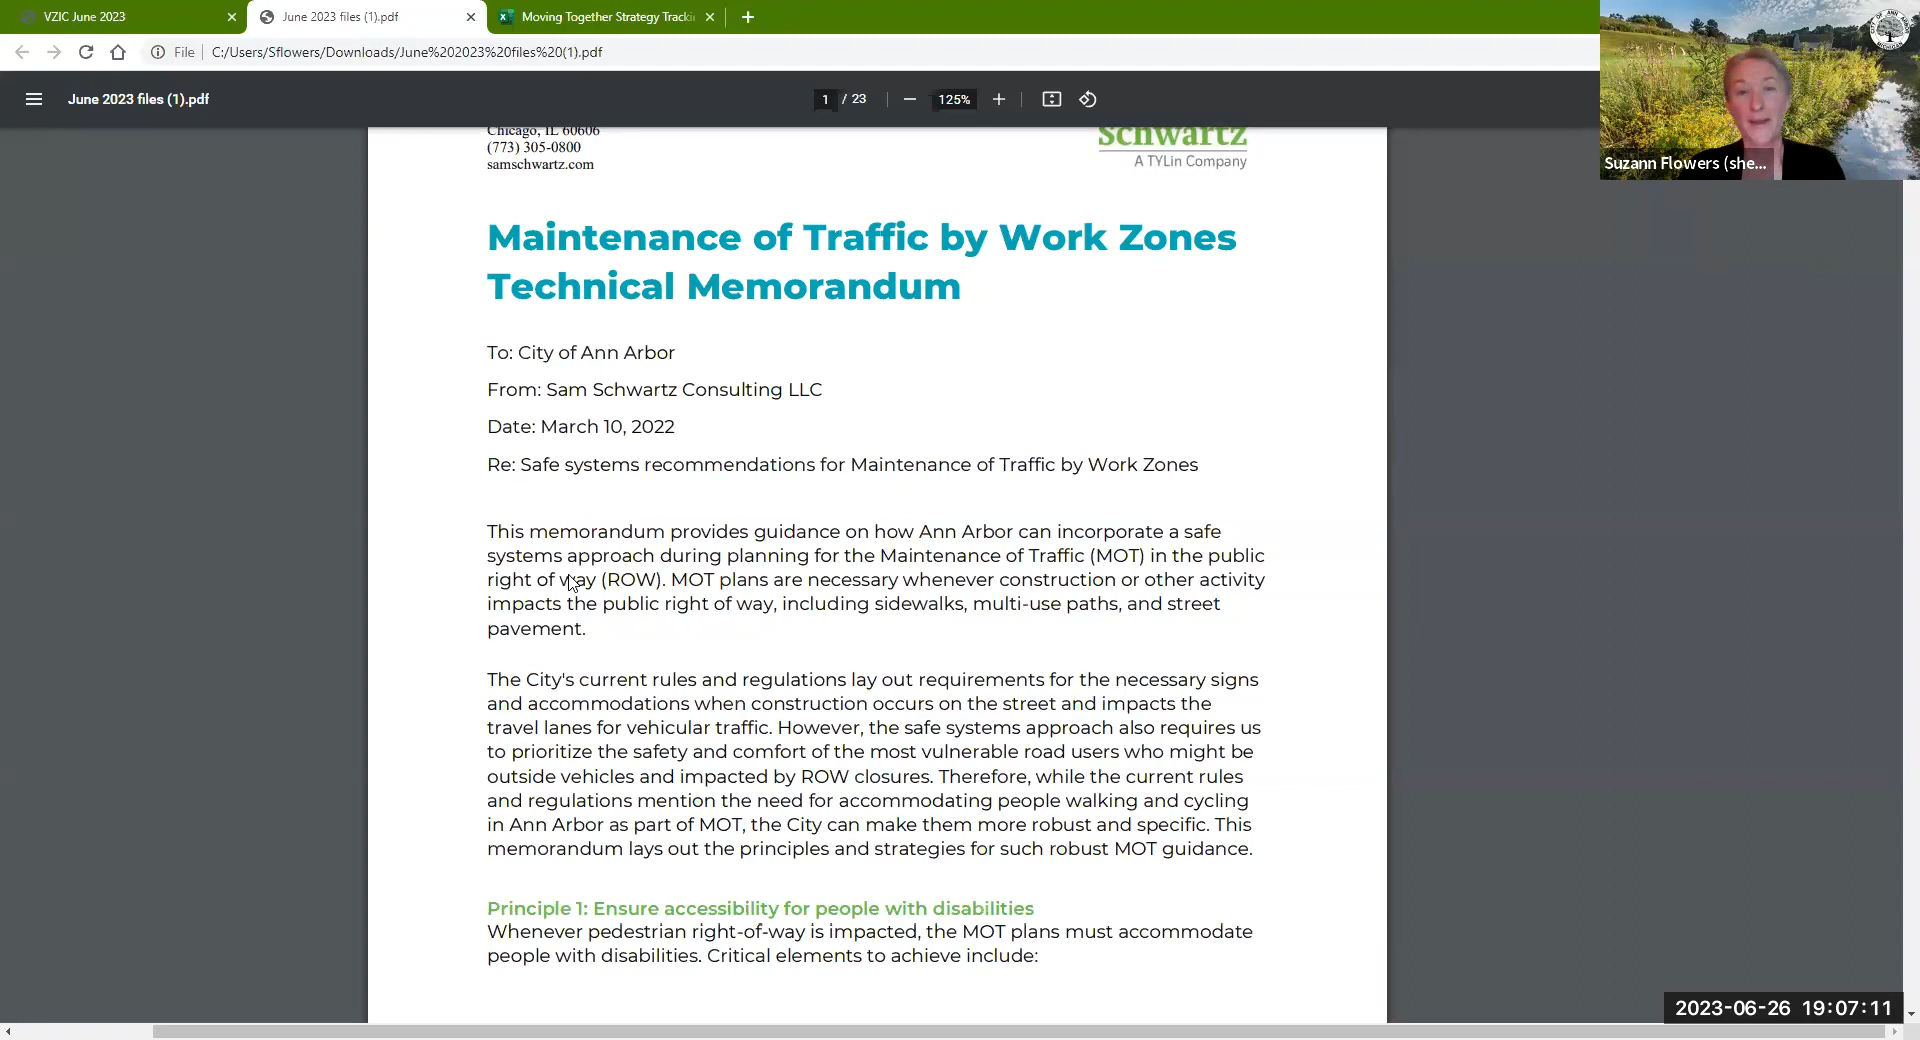 VZIC June 2023
June 2023 files (1).pdf
Moving Together Strategy Tracki
File
C:/Users/Sflowers/Downloads/June%202023%20files%20(1).pdf
June 2023 files (1).pdf
1 / 23
125%
Suzann Flowers (she...
Chicago, IL 60606
(773) 305-0800
samschwartz.com
schwartz
A TYLin Company
Maintenance of Traffic by Work Zones
Technical Memorandum
To: City of Ann Arbor
From: Sam Schwartz Consulting LLC
Date: March 10, 2022
Re: Safe systems recommendations for Maintenance of Traffic by Work Zones
This memorandum provides guidance on how Ann Arbor can incorporate a safe
systems approach during planning for the Maintenance of Traffic (MOT) in the public
right of way (ROW). MOT plans are necessary whenever construction or other activity
impacts the public right of way, including sidewalks, multi-use paths, and street
pavement.
The City's current rules and regulations lay out requirements for the necessary signs
and accommodations when construction occurs on the street and impacts the
travel lanes for vehicular traffic. However, the safe systems approach also requires us
to prioritize the safety and comfort of the most vulnerable road users who might be
outside vehicles and impacted by ROW closures. Therefore, while the current rules
and regulations mention the need for accommodating people walking and cycling
in Ann Arbor as part of MOT, the City can make them more robust and specific. This
memorandum lays out the principles and strategies for such robust MOT guidance.
Principle 1: Ensure accessibility for people with disabilities
Whenever pedestrian right-of-way is impacted, the MOT plans must accommodate
people with disabilities. Critical elements to achieve include:
2023-06-26 19:07:11